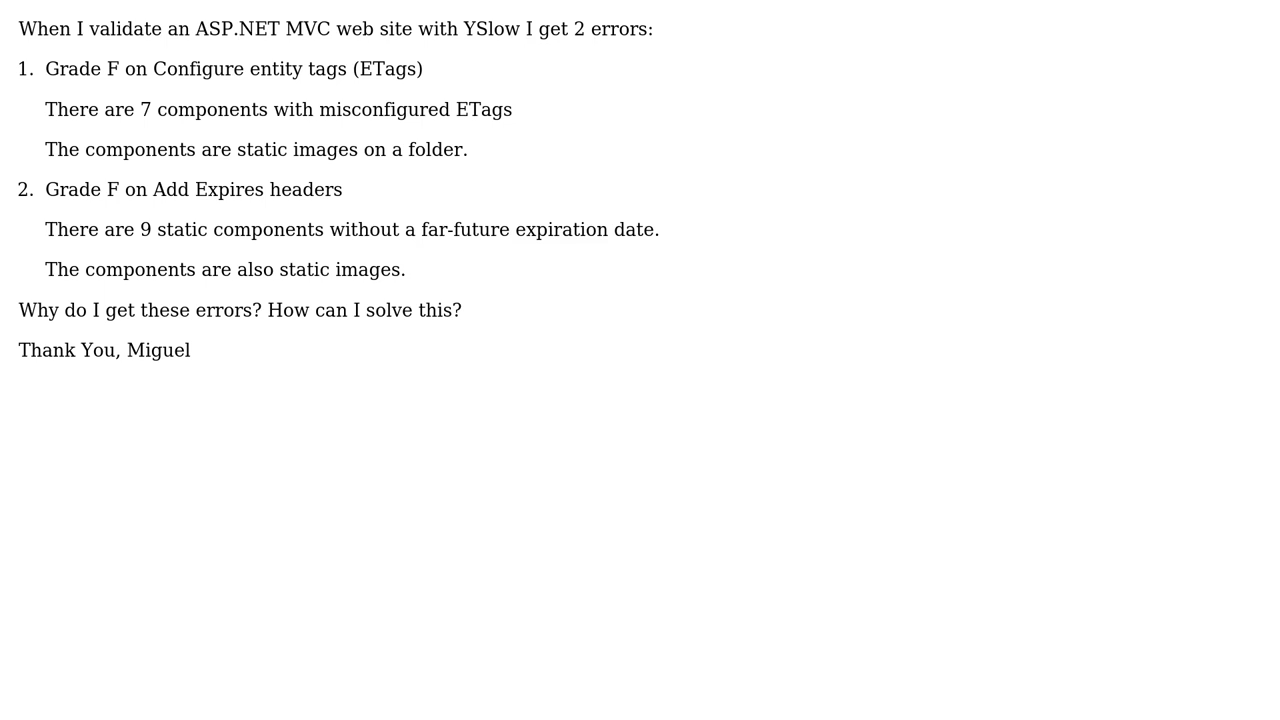 When I validate an ASP.NET MVC web site with YSlow I get 2 errors:
1. Grade F on Configure entity tags (ETags)
There are 7 components with misconfigured ETags
The components are static images on a folder.
2. Grade F on Add Expires headers
There are 9 static components without a far-future expiration date.
The components are also static images.
Why do I get these errors? How can I solve this?
Thank You, Miguel